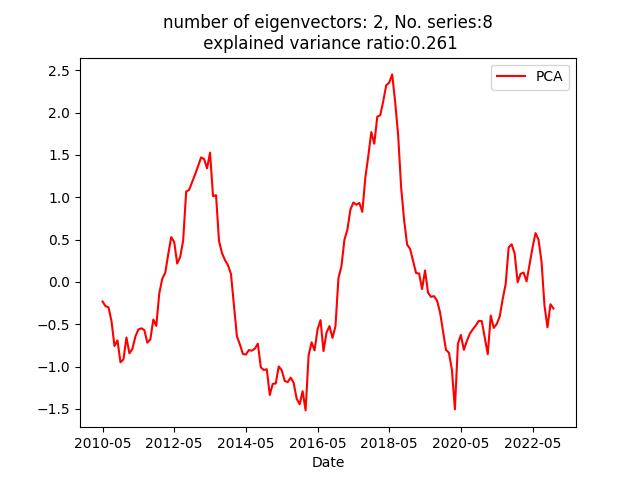 number of eigenvectors: 2, No. series:8
explained variance ratio:0.261
PCA
2.5
2.0
1.5
1.0
0.5
0.0
−0.5
−1.0
−1.5
2010-05 2012-05 2014-05 2016-05 2018-05 2020-05 2022-05
Date